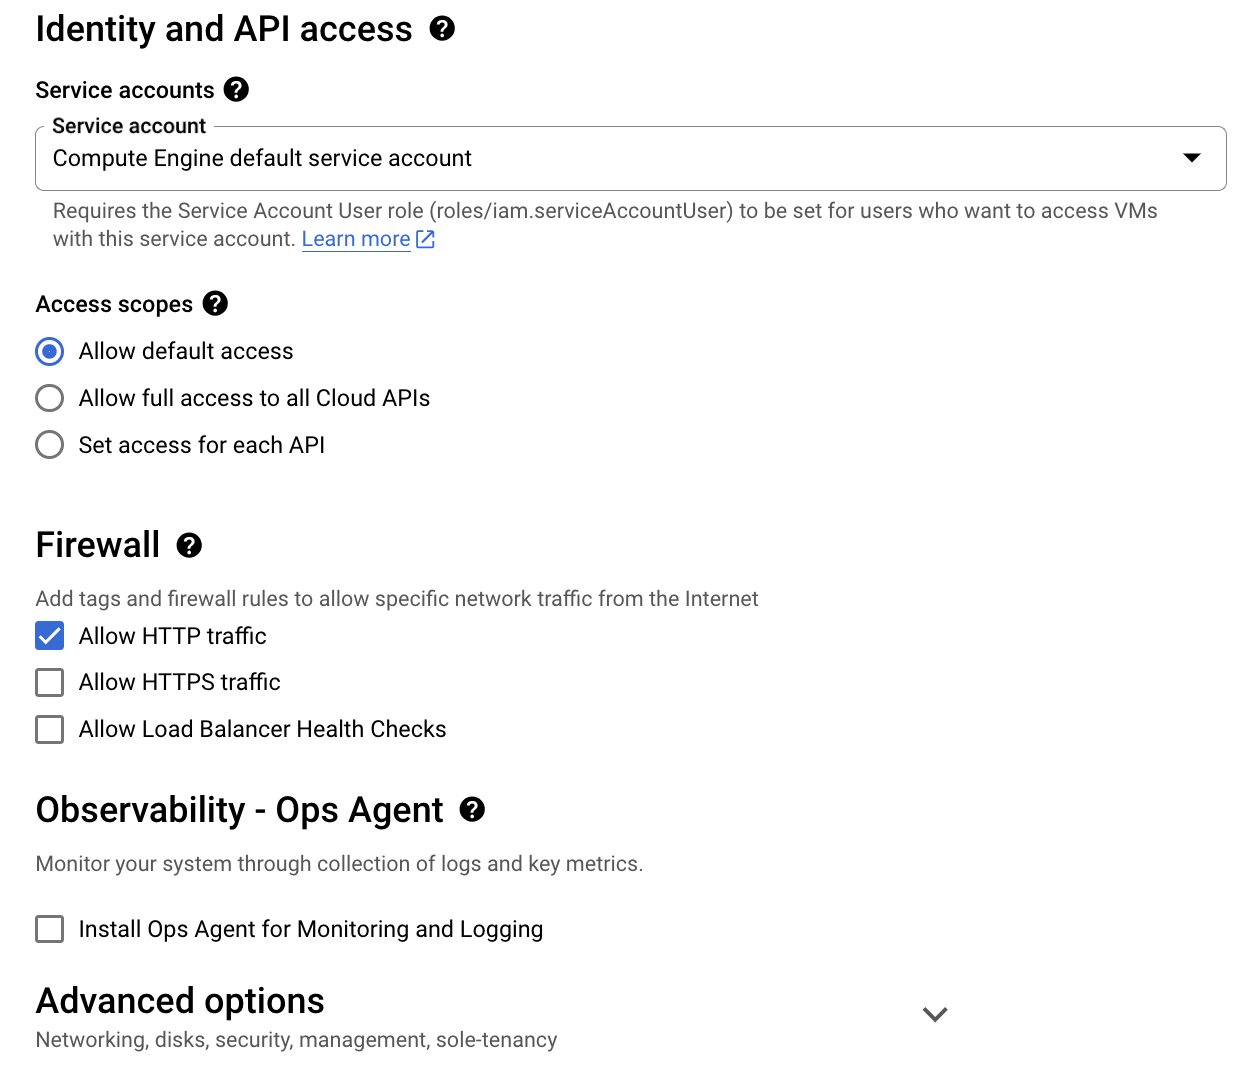 Identity and API access
Service accounts
Service account
Compute Engine default service account
Requires the Service Account User role (roles/iam.serviceAccountUser) to be set for users who want to access VMs
with this service account. Learn more
Access scopes
Allow default access
Allow full access to all Cloud APIs
Set access for each API
Firewall
Add tags and firewall rules to allow specific network traffic from the Internet
Allow HTTP traffic
Allow HTTPS traffic
Allow Load Balancer Health Checks
Observability - Ops Agent
Monitor your system through collection of logs and key metrics.
Install Ops Agent for Monitoring and Logging
Advanced options
Networking, disks, security, management, sole-tenancy